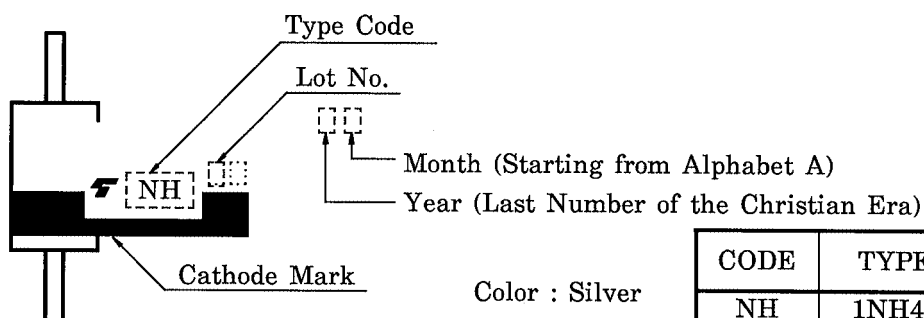 Type Code
Lot No.
Month (Starting from Alphabet A)
NH
Year (Last Number of the Christian Era)
Cathode Mark
Color : Silver
CODE TYPE
NH 1NH4